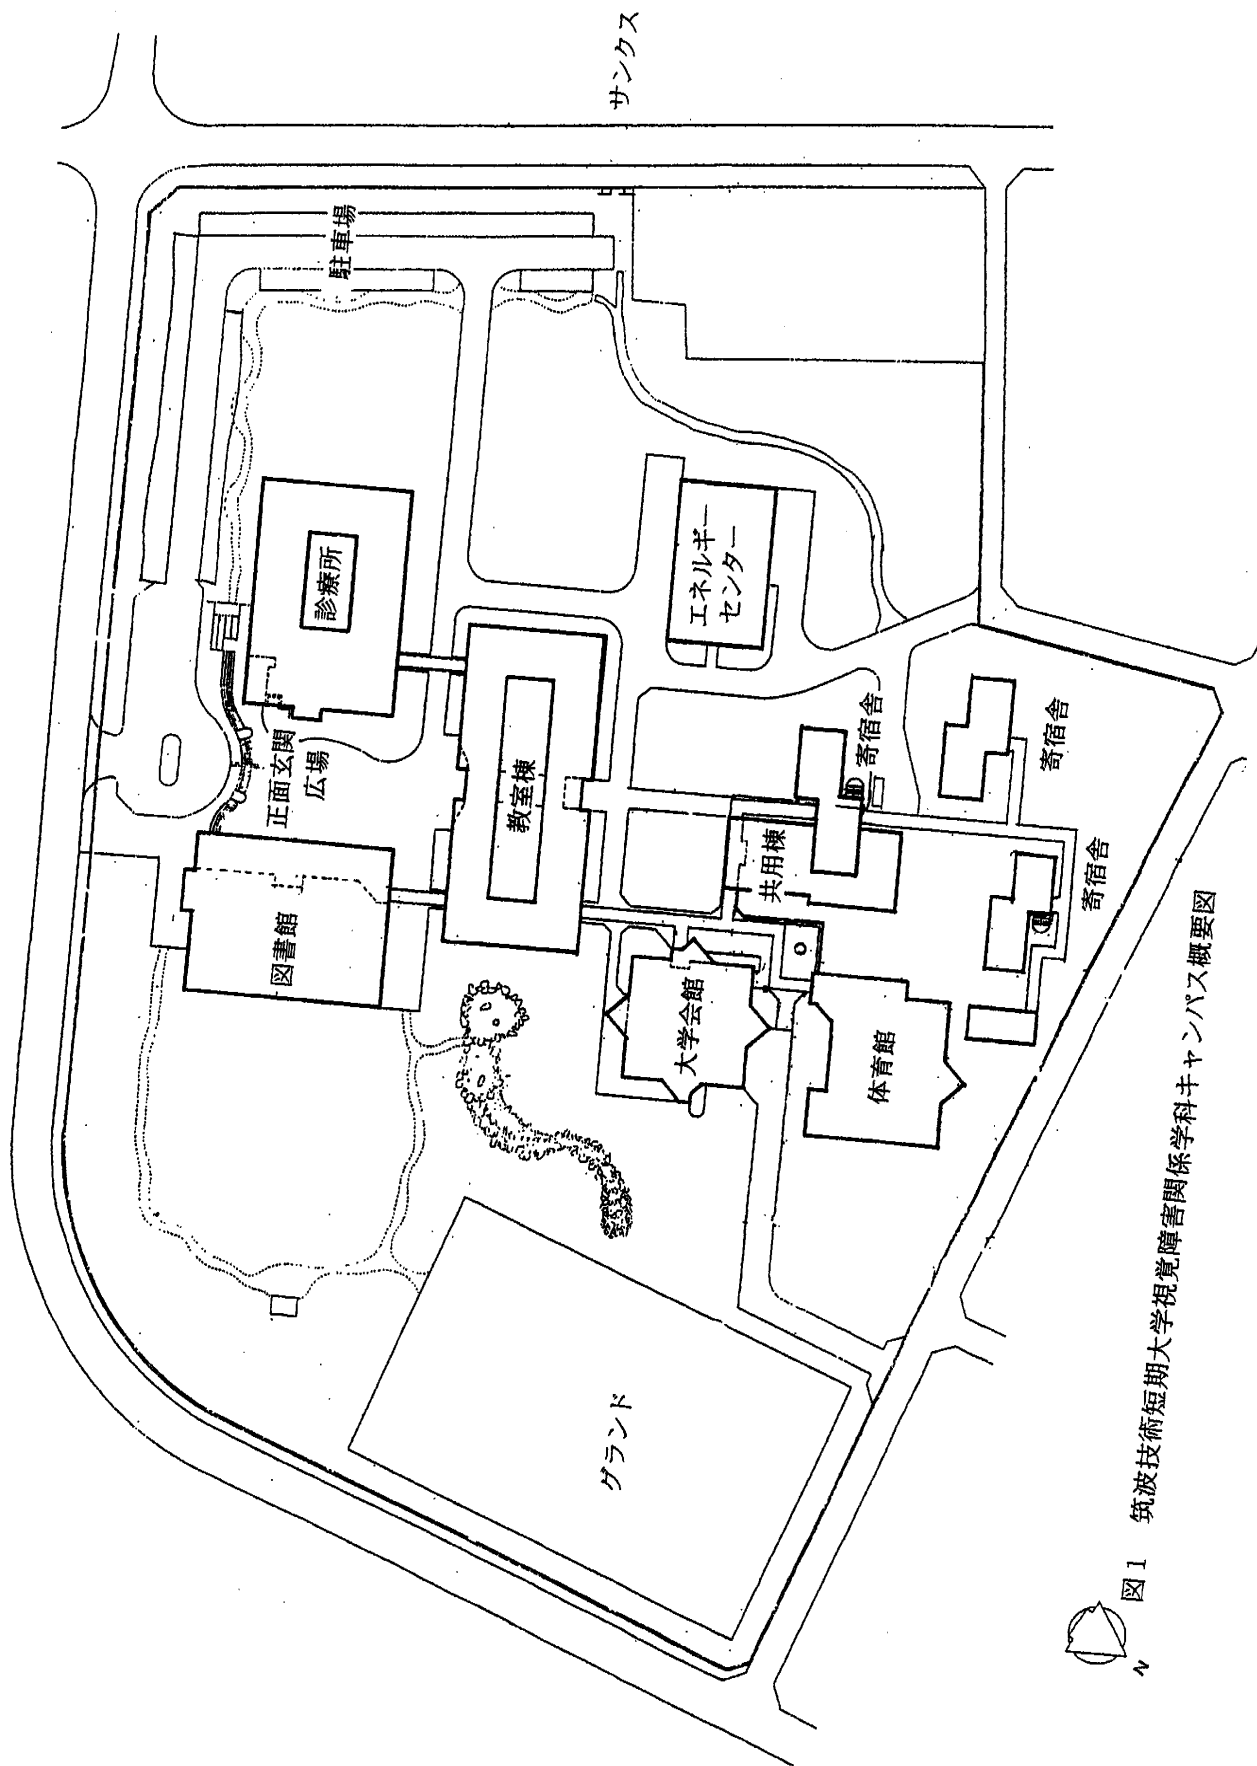 サンクス
駐車場
診療所
エネルギー
センター
正面玄関
広場
教室棟
寄宿舎
寄宿舎
共用棟
寄宿舎
図書館
大学会館
体育館
グランド
N
図1 筑波技術短期大学視覚障害関係学科キャンパス概要図